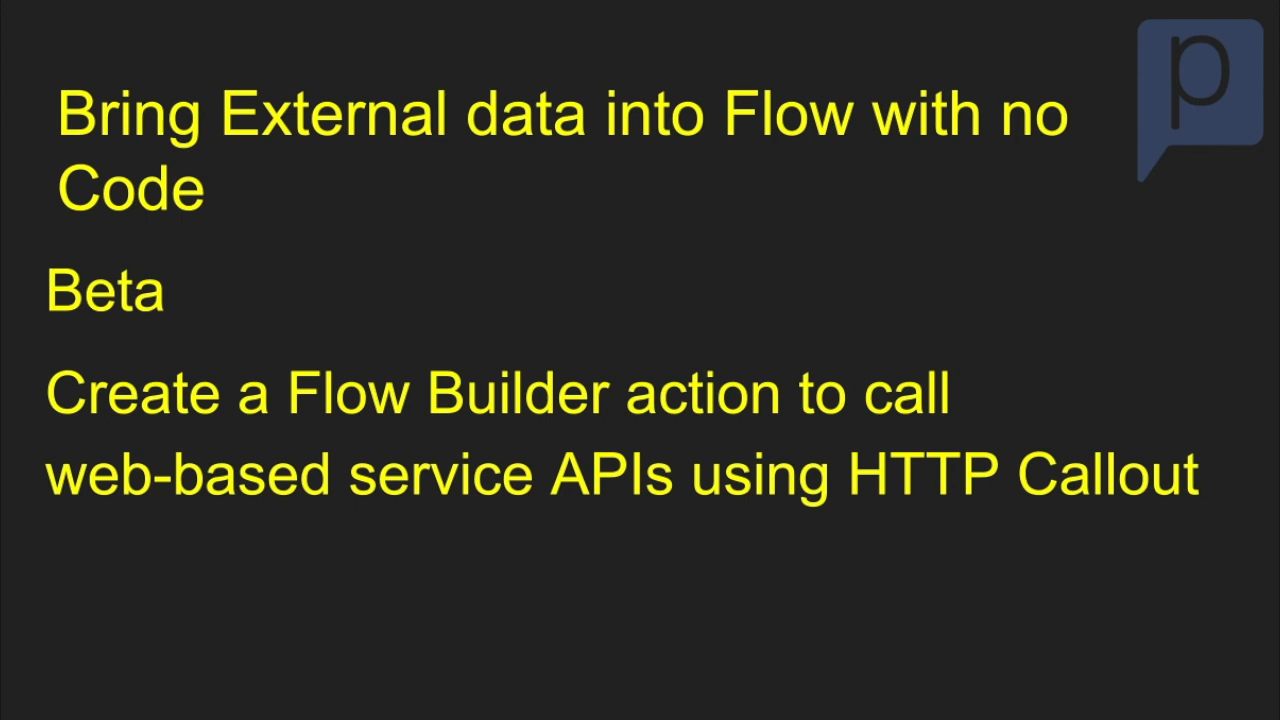 p
Bring External data into Flow with no
Code
Beta
Create a Flow Builder action to call
web-based service APIs using HTTP Callout